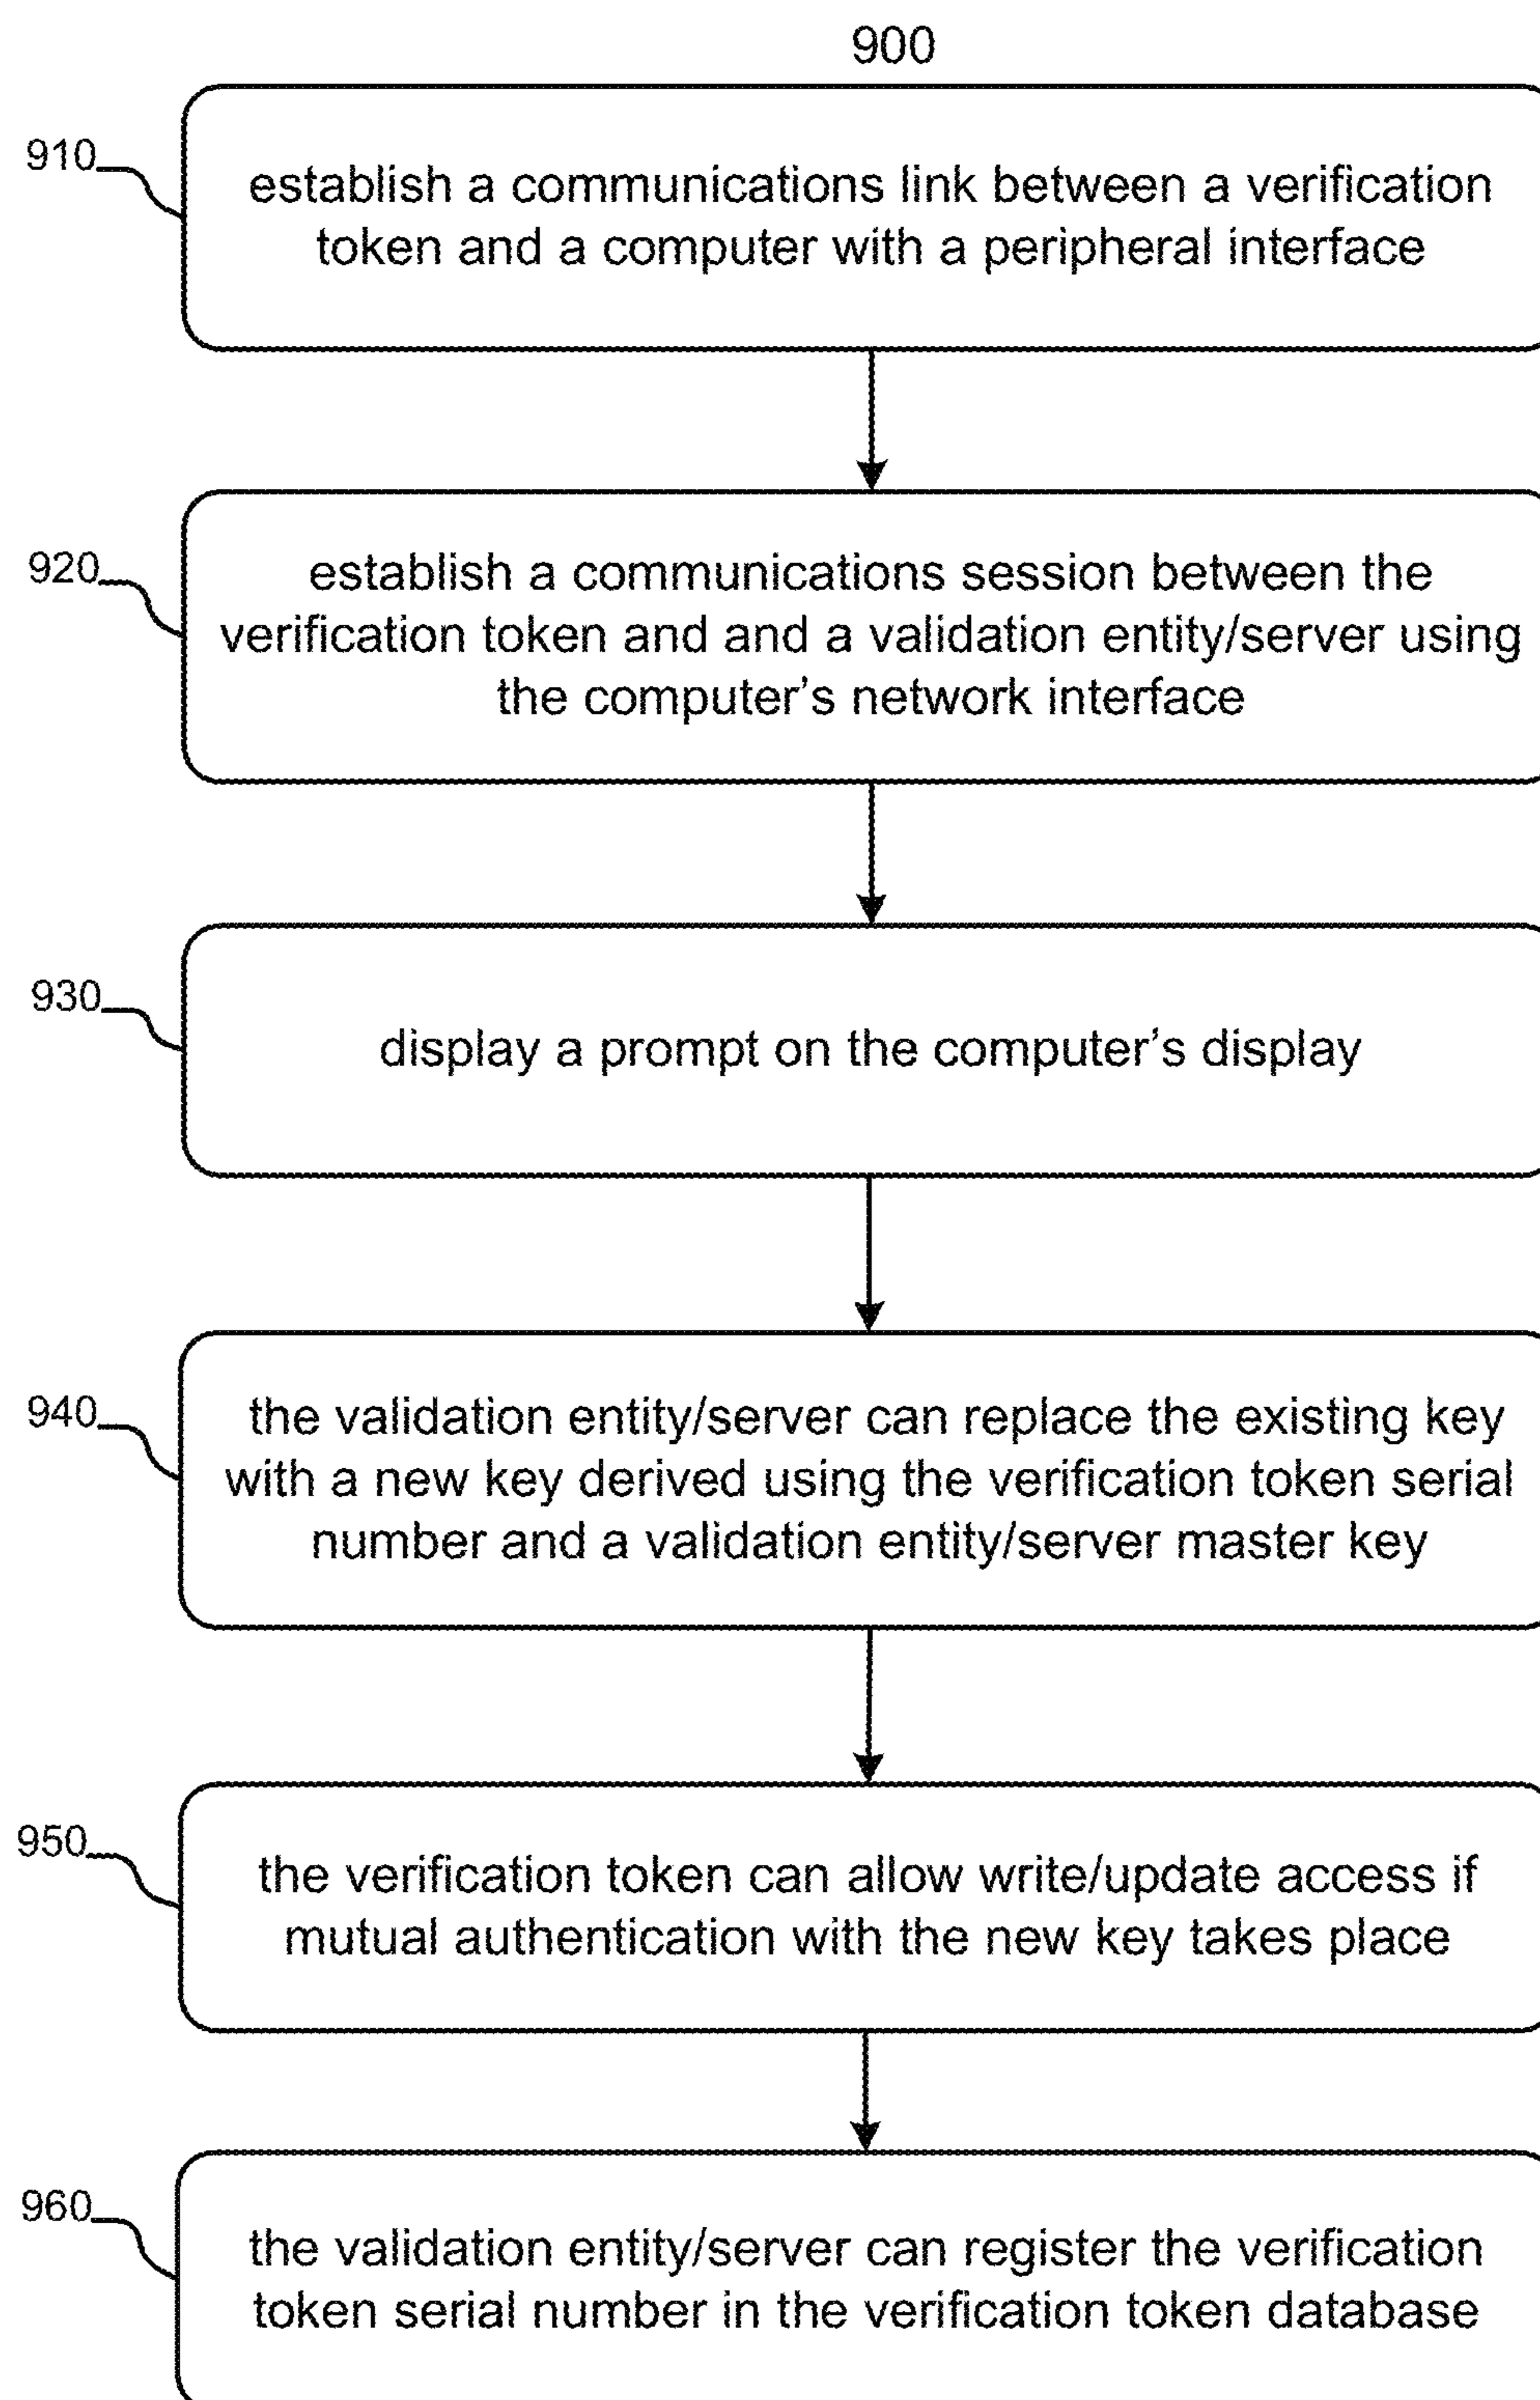 900
910
establish a communications link between a verification
token and a computer with a peripheral interface
920
establish a communications session between the
verification token and and a validation entity/server using
the computer's network interface
930
display a prompt on the computer's display
940
the validation entity/server can replace the existing key
with a new key derived using the verification token serial
number and a validation entity/server master key
950
the verification token can allow write/update access if
mutual authentication with the new key takes place
960
the validation entity/server can register the verification
token serial number in the verification token database